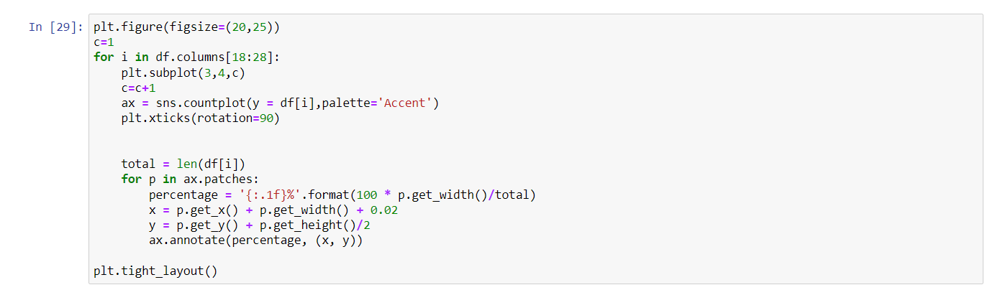 In [29]: plt.figure(figsize=(20,25))
c=1
for i in df.columns[18:28]:
    plt.subplot(3,4,c)
    c=c+1
    ax = sns.countplot(y = df[i],palette='Accent')
    plt.xticks(rotation=90)
    total = len(df[i])
    for p in ax.patches:
        percentage = '{:.1f}%'.format(100 * p.get_width()/total)
        x = p.get_x() + p.get_width() + 0.02
        y = p.get_y() + p.get_height()/2
        ax.annotate(percentage, (x, y))
plt.tight_layout()